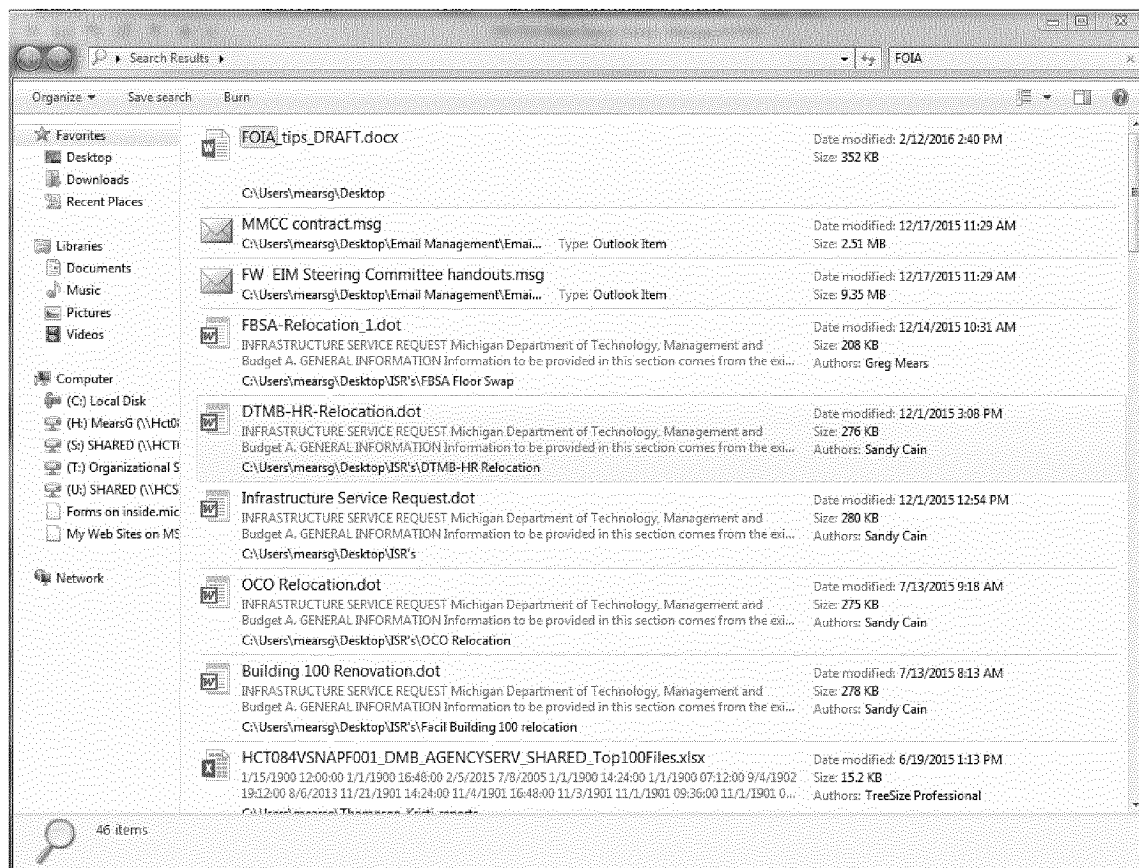 Search Results
FOIA
Organize
Save search
Burn
Favorites
Desktop
Downloads
Recent Places
Libraries
Documents
Music
Pictures
Videos
Computer
(C:) Local Disk
(H:) MearsG (\\Hct08
(S:) SHARED (\\HCT
(T:) Organizational S
(U:) SHARED (\\HCS
Forms on inside.mic
My Web Sites on MS
Network
FOIA_tips_DRAFT.docx
Date modified: 2/12/2016 2:40 PM
Size: 352 KB
C:\Users\mearsg\Desktop
MMCC contract.msg
Date modified: 12/17/2015 11:29 AM
C:\Users\mearsg\Desktop\Email Management\Emai... Type: Outlook Item
Size: 2.51 MB
FW EIM Steering Committee handouts.msg
Date modified: 12/17/2015 11:29 AM
C:\Users\mearsg\Desktop\Email Management\Emai... Type: Outlook Item
Size: 9.35 MB
FBSA-Relocation_1.dot
Date modified: 12/14/2015 10:31 AM
INFRASTRUCTURE SERVICE REQUEST Michigan Department of Technology, Management and
Size: 208 KB
Budget A. GENERAL INFORMATION Information to be provided in this section comes from the exi...
Authors: Greg Mears
C:\Users\mearsg\Desktop\ISR's\FBSA Floor Swap
DTMB-HR-Relocation.dot
Date modified: 12/1/2015 3:08 PM
INFRASTRUCTURE SERVICE REQUEST Michigan Department of Technology, Management and
Size: 276 KB
Budget A. GENERAL INFORMATION Information to be provided in this section comes from the exi...
Authors: Sandy Cain
C:\Users\mearsg\Desktop\ISR's\DTMB-HR Relocation
Infrastructure Service Request.dot
Date modified: 12/1/2015 12:54 PM
INFRASTRUCTURE SERVICE REQUEST Michigan Department of Technology, Management and
Size: 280 KB
Budget A. GENERAL INFORMATION Information to be provided in this section comes from the exi...
Authors: Sandy Cain
C:\Users\mearsg\Desktop\ISR's
OCO Relocation.dot
Date modified: 7/13/2015 9:18 AM
INFRASTRUCTURE SERVICE REQUEST Michigan Department of Technology, Management and
Size: 275 KB
Budget A. GENERAL INFORMATION Information to be provided in this section comes from the exi...
Authors: Sandy Cain
C:\Users\mearsg\Desktop\ISR's\OCO Relocation
Building 100 Renovation.dot
Date modified: 7/13/2015 8:13 AM
INFRASTRUCTURE SERVICE REQUEST Michigan Department of Technology, Management and
Size: 278 KB
Budget A. GENERAL INFORMATION Information to be provided in this section comes from the exi...
Authors: Sandy Cain
C:\Users\mearsg\Desktop\ISR's\Facil Building 100 relocation
HCT084VSNAPF001_DMB_AGENCYSERV_SHARED_Top100Files.xlsx
Date modified: 6/19/2015 1:13 PM
1/15/1900 12:00:00 1/1/1900 16:48:00 2/5/2015 7/8/2005 1/1/1900 14:24:00 1/1/1900 07:12:00 9/4/1902
Size: 15.2 KB
19:12:00 8/6/2013 11/21/1901 14:24:00 11/4/1901 16:48:00 11/3/1901 11/1/1901 09:36:00 11/1/1901 0...
Authors: TreeSize Professional
C:\Users\mearsg\Thompson, Kristi reports
46 items